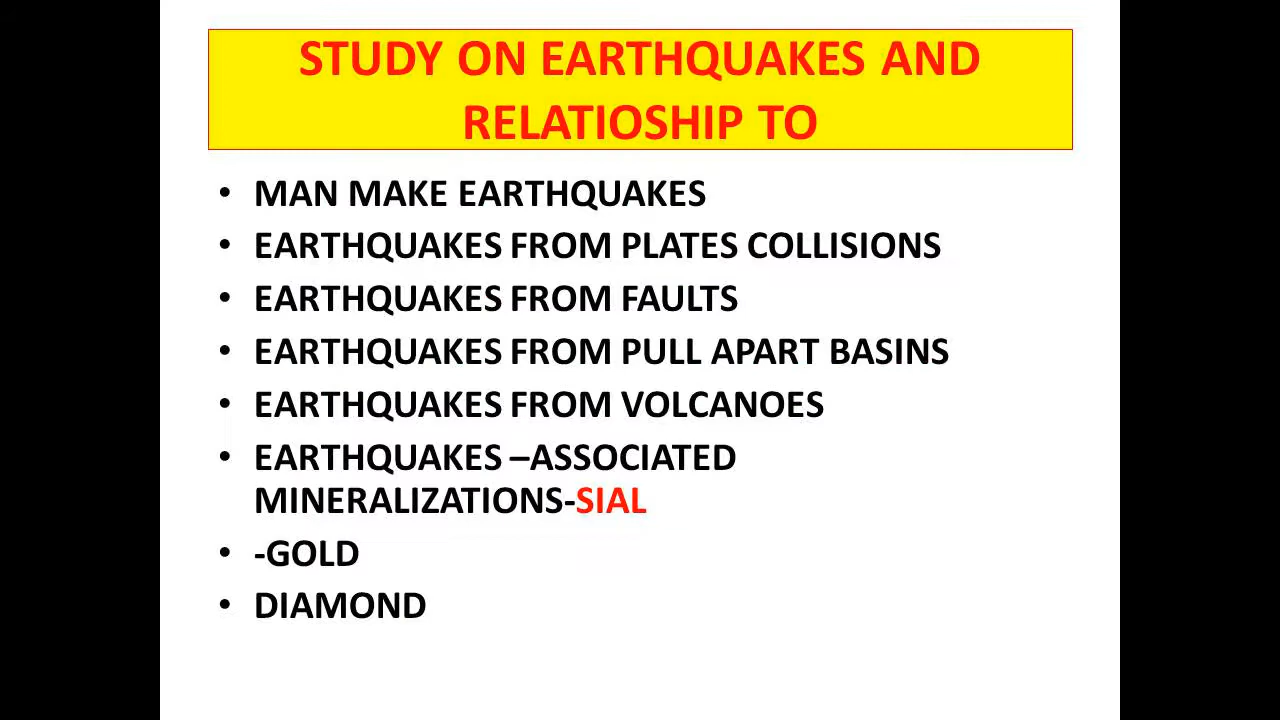 STUDY ON EARTHQUAKES AND
RELATIOSHIP TO
• MAN MAKE EARTHQUAKES
• EARTHQUAKES FROM PLATES COLLISIONS
• EARTHQUAKES FROM FAULTS
• EARTHQUAKES FROM PULL APART BASINS
• EARTHQUAKES FROM VOLCANOES
• EARTHQUAKES –ASSOCIATED
MINERALIZATIONS-SIAL
• -GOLD
• DIAMOND